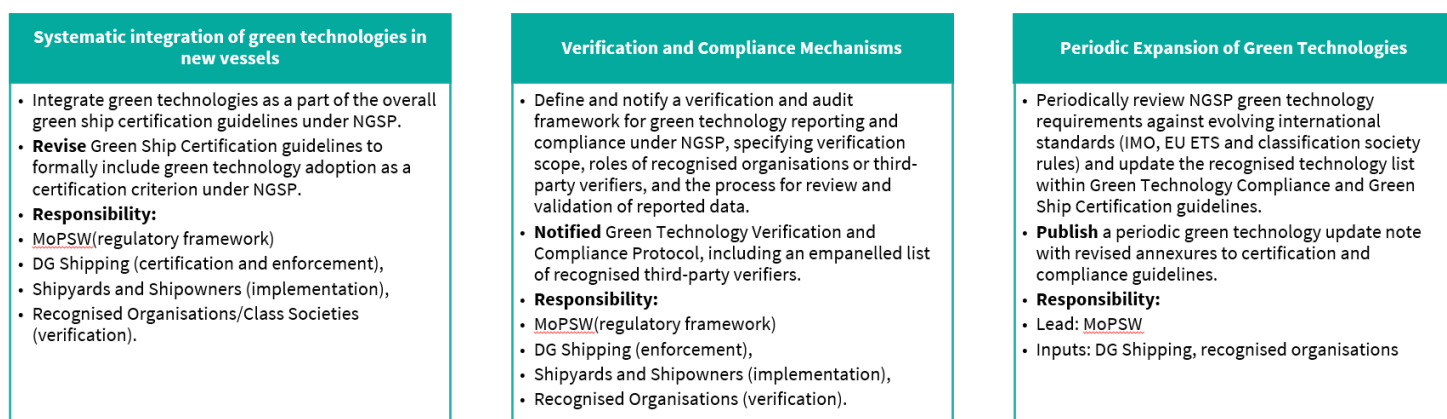 Systematic integration of green technologies in
new vessels
• Integrate green technologies as a part of the overall
green ship certification guidelines under NGSP.
• Revise Green Ship Certification guidelines to
formally include green technology adoption as a
certification criterion under NGSP.
• Responsibility:
• MoPSW(regulatory framework)
• DG Shipping (certification and enforcement),
• Shipyards and Shipowners (implementation),
• Recognised Organisations/Class Societies
(verification).
Verification and Compliance Mechanisms
• Define and notify a verification and audit
framework for green technology reporting and
compliance under NGSP, specifying verification
scope, roles of recognised organisations or third-
party verifiers, and the process for review and
validation of reported data.
• Notified Green Technology Verification and
Compliance Protocol, including an empanelled list
of recognised third-party verifiers.
• Responsibility:
• MoPSW(regulatory framework)
• DG Shipping (enforcement),
• Shipyards and Shipowners (implementation),
• Recognised Organisations (verification).
Periodic Expansion of Green Technologies
• Periodically review NGSP green technology
requirements against evolving international
standards (IMO, EU ETS and classification society
rules) and update the recognised technology list
within Green Technology Compliance and Green
Ship Certification guidelines.
• Publish a periodic green technology update note
with revised annexures to certification and
compliance guidelines.
• Responsibility:
• Lead: MoPSW
• Inputs: DG Shipping, recognised organisations